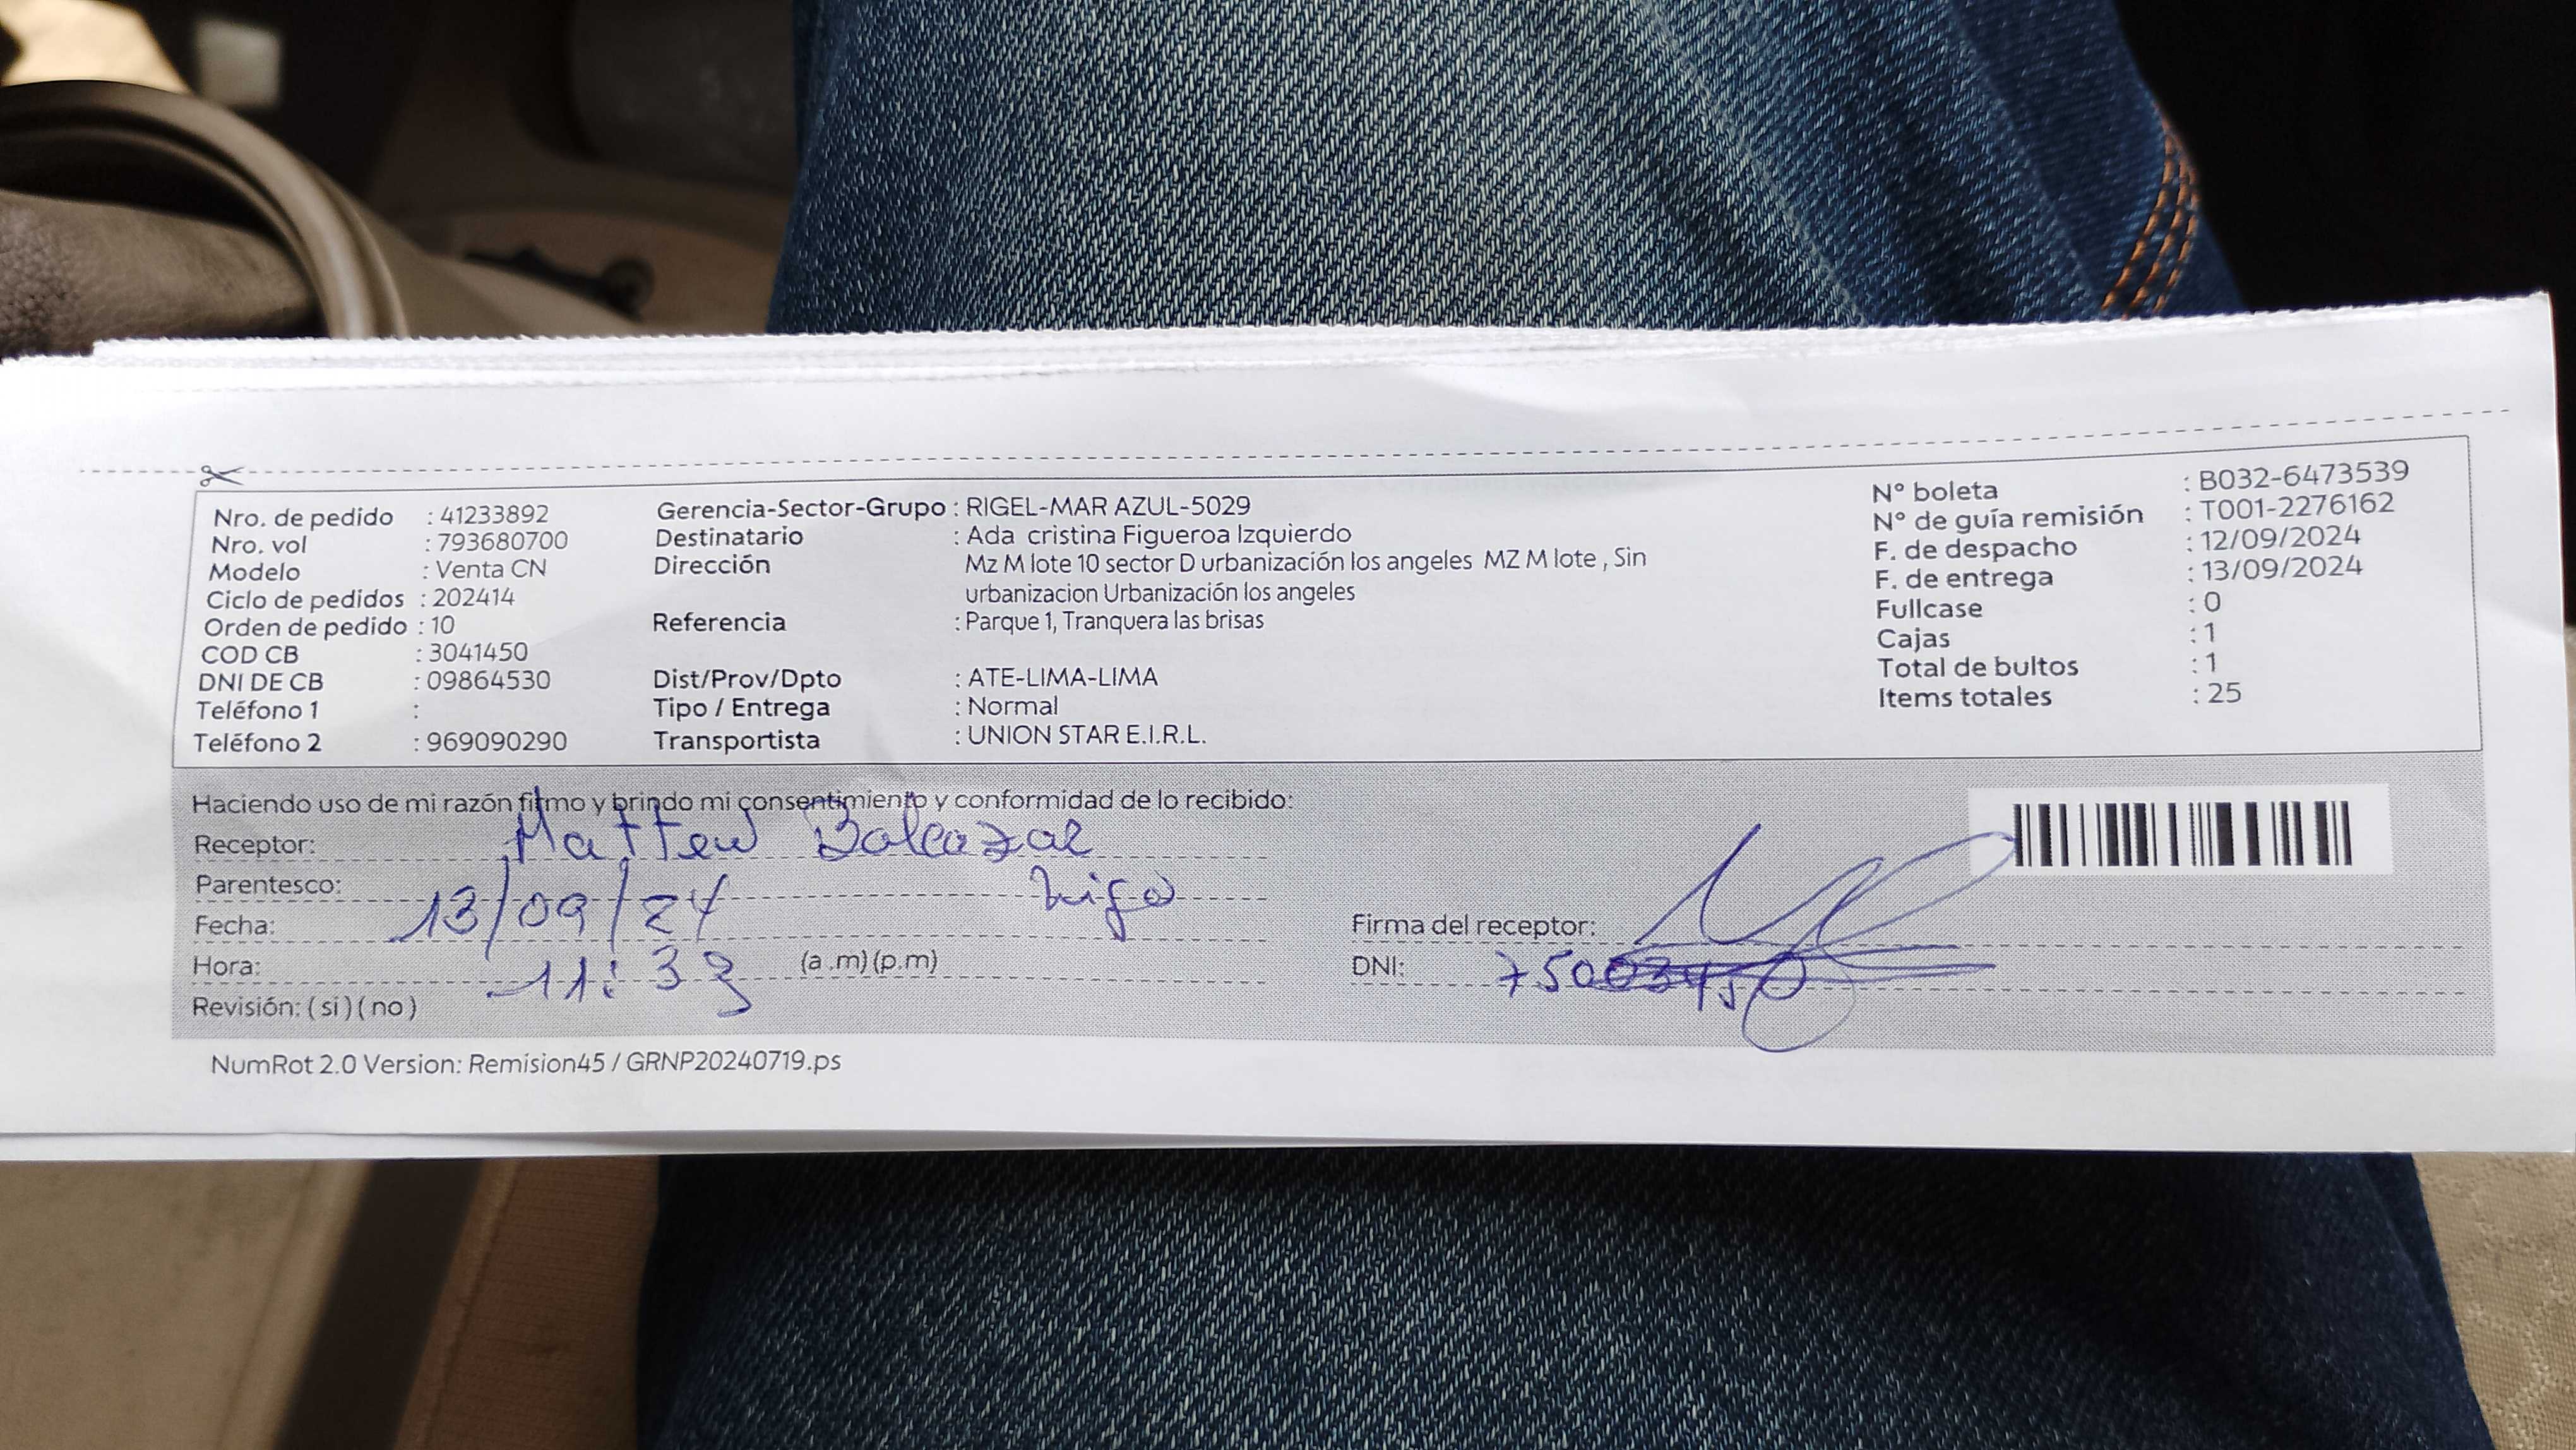 Nro. de pedido : 41233892
Nro. vol : 793680700
Modelo : Venta CN
Ciclo de pedidos : 202414
Orden de pedido : 10
COD CB : 3041450
DNI DE CB : 09864530
Teléfono 1 :
Teléfono 2 : 969090290
Gerencia-Sector-Grupo : RIGEL-MAR AZUL-5029
Destinatario : Ada cristina Figueroa Izquierdo
Dirección Mz M lote 10 sector D urbanización los angeles MZ M lote , Sin
urbanizacion Urbanización los angeles
Referencia : Parque 1, Tranquera las brisas
Dist/Prov/Dpto : ATE-LIMA-LIMA
Tipo / Entrega : Normal
Transportista : UNION STAR E.I.R.L.
N° boleta : B032-6473539
N° de guía remisión : T001-2276162
F. de despacho : 12/09/2024
F. de entrega : 13/09/2024
Fullcase : 0
Cajas : 1
Total de bultos : 1
Items totales : 25
Haciendo uso de mi razón firmo y brindo mi consentimiento y conformidad de lo recibido:
Receptor: Mattew Balcazar
Parentesco: hijo
Fecha: 13/09/24
Hora: 11:33 (a .m) (p.m)
Revisión: ( si ) ( no )
Firma del receptor:
DNI:
NumRot 2.0 Version: Remision45 / GRNP20240719.ps